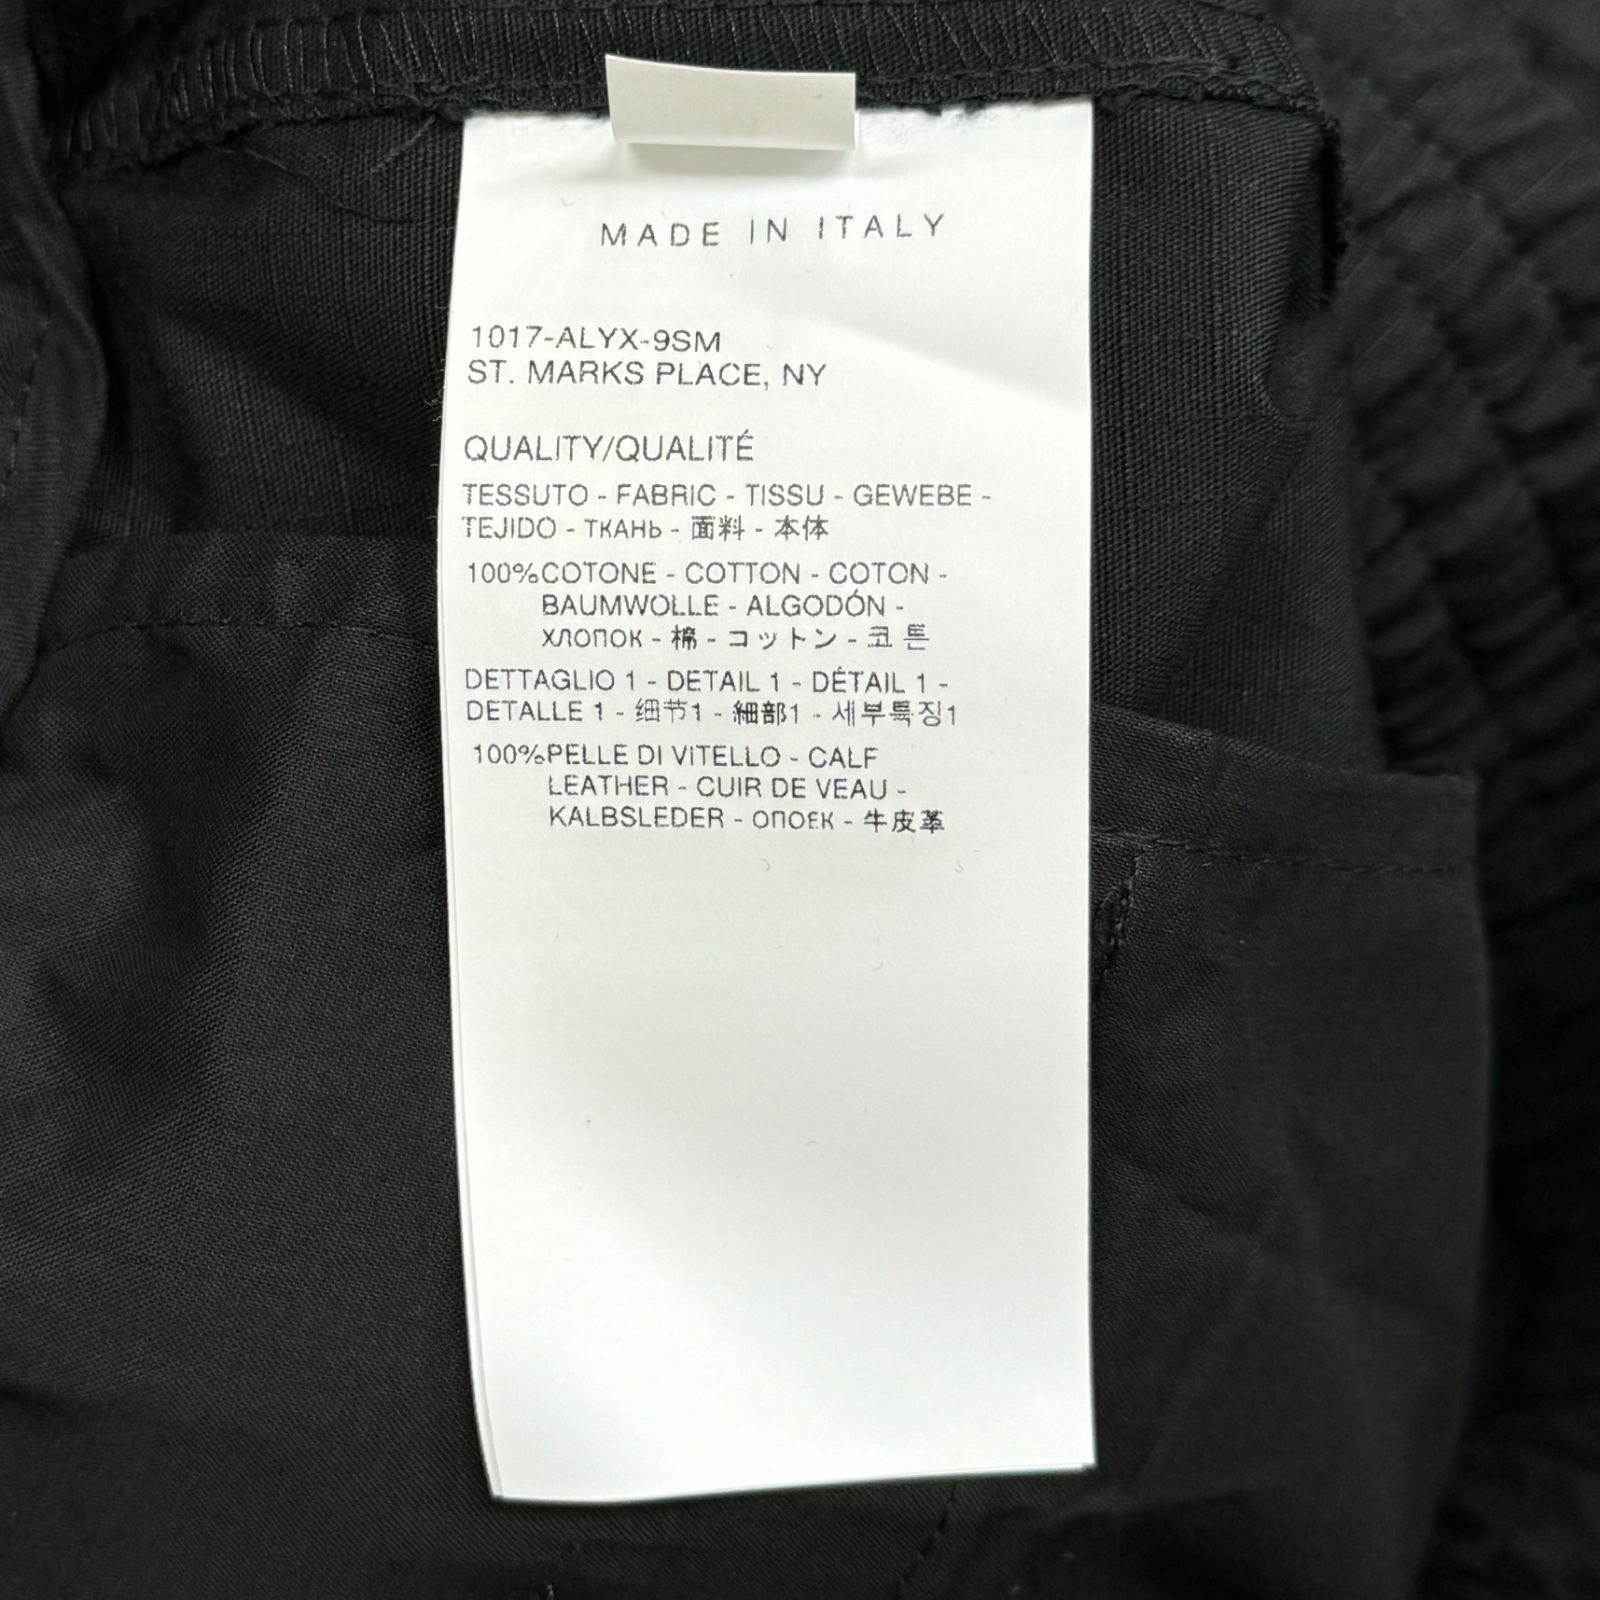 MADE IN ITALY
1017-ALYX-9SM
ST. MARKS PLACE, NY
QUALITY/QUALITÉ
TESSUTO - FABRIC - TISSU - GEWEBE -
TEJIDO - ТКАНЬ - 面料 - 本体
100%COTONE - COTTON - COTON -
BAUMWOLLE - ALGODÓN -
ХЛОПОК - 棉 - コットン - 코튼
DETTAGLIO 1 - DETAIL 1 - DÉTAIL 1 -
DETALLE 1 - 细节1 - 細部1 - 세부특징1
100%PELLE DI VITELLO - CALF
LEATHER - CUIR DE VEAU -
KALBSLEDER - ОПОЕК - 牛皮革